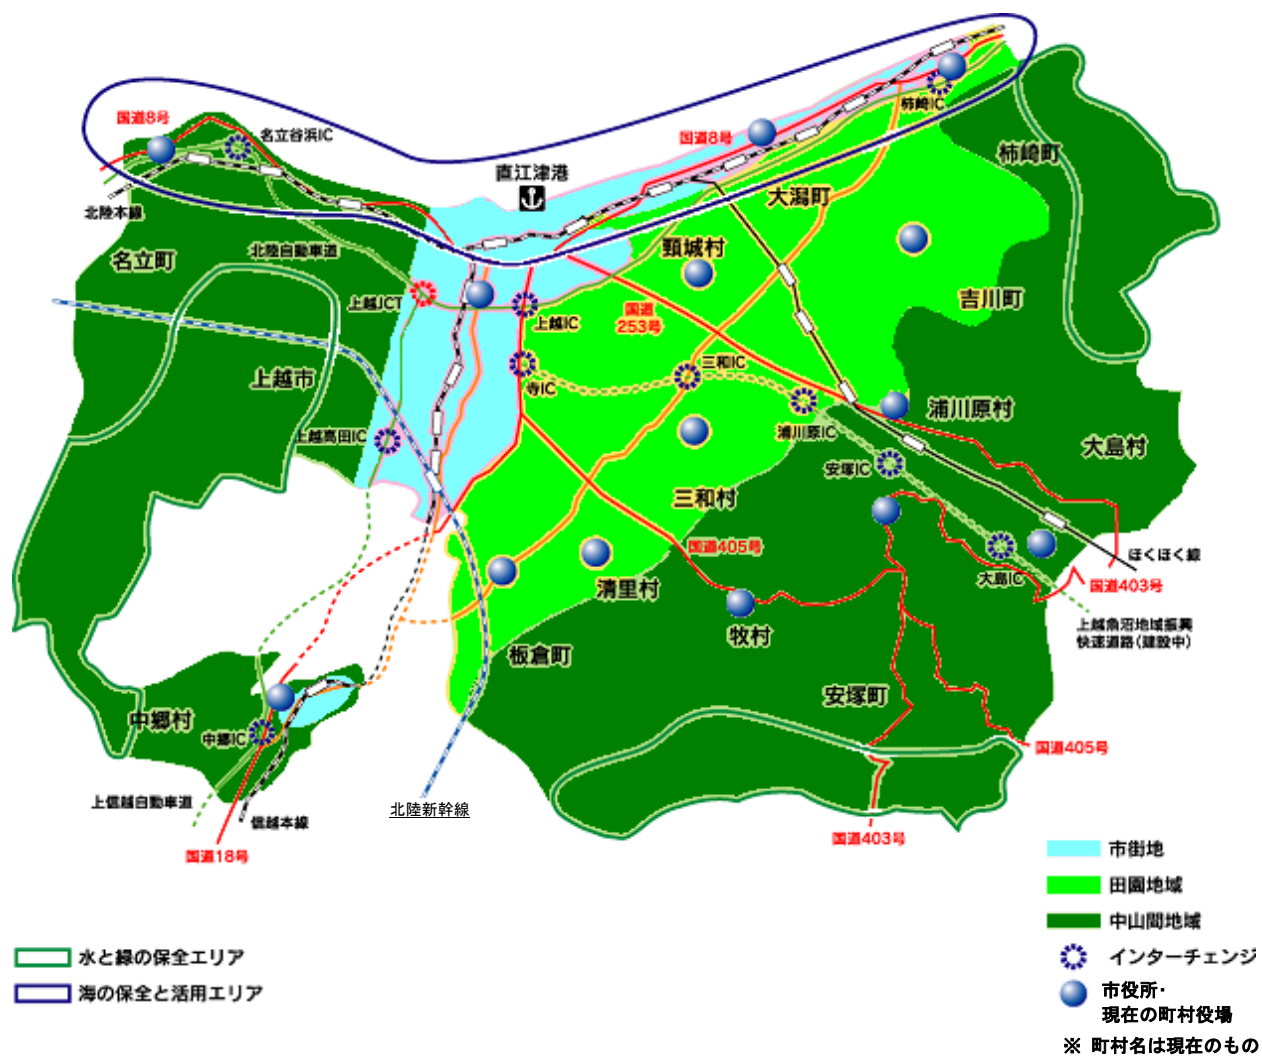 国道8号
名立谷浜IC
直江津港
国道8号
柿崎IC
柿崎町
北陸本線
大潟町
北陸自動車道
名立町
頸城村
上越JCT
吉川町
国道
253号
上越IC
三和IC
上越市
寺IC
浦川原村
上越高田IC
浦川原IC
大島村
安塚IC
三和村
国道405号
ほくほく線
大島IC
国道403号
清里村
上越魚沼地域振興
快速道路(建設中)
牧村
板倉町
安塚町
中郷村
中郷IC
国道405号
上信越自動車道
北陸新幹線
信越本線
国道403号
国道18号
市街地
田園地域
中山間地域
水と緑の保全エリア
インターチェンジ
海の保全と活用エリア
市役所・
現在の町村役場
※ 町村名は現在のもの